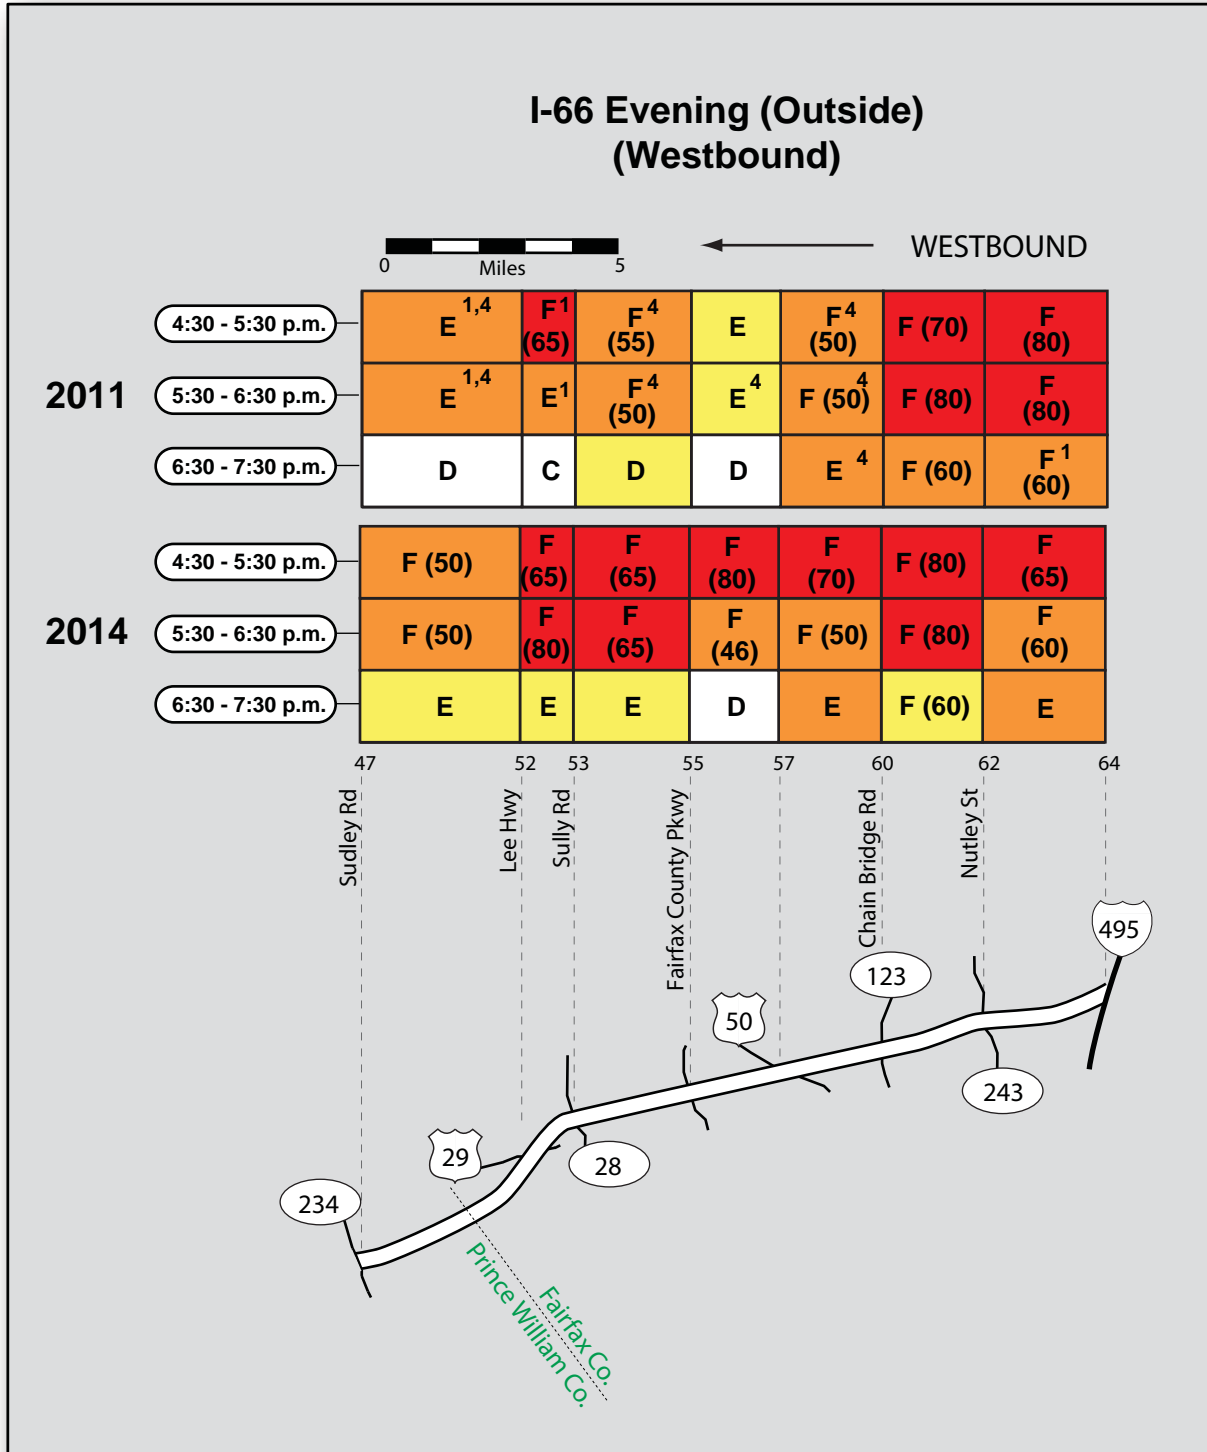 I-66 Evening (Outside)
(Westbound)
0 Miles 5
WESTBOUND
2011
4:30 - 5:30 p.m. E 1,4 F 1 (65) F 4 (55) E F 4 (50) F (70) F (80)
5:30 - 6:30 p.m. E 1,4 E 1 F 4 (50) E 4 F (50) 4 F (80) F (80)
6:30 - 7:30 p.m. D C D D E 4 F (60) F 1 (60)
2014
4:30 - 5:30 p.m. F (50) F (65) F (65) F (80) F (70) F (80) F (65)
5:30 - 6:30 p.m. F (50) F (80) F (65) F (46) F (50) F (80) F (60)
6:30 - 7:30 p.m. E E E D E F (60) E
47 52 53 55 57 60 62 64
Sudley Rd
Lee Hwy
Sully Rd
Fairfax County Pkwy
Chain Bridge Rd
Nutley St
495
123
50
243
29
28
234
Fairfax Co.
Prince William Co.